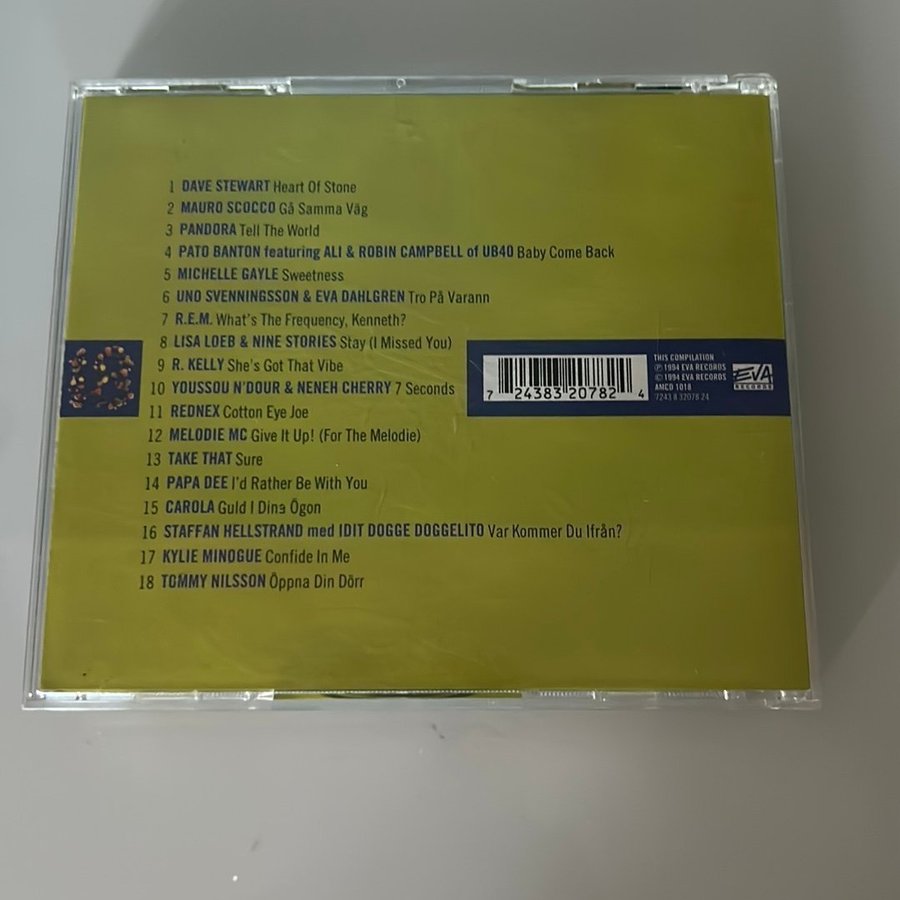 1 DAVE STEWART Heart Of Stone
2 MAURO SCOCCO Gå Samma Väg
3 PANDORA Tell The World
4 PATO BANTON featuring ALI & ROBIN CAMPBELL of UB40 Baby Come Back
5 MICHELLE GAYLE Sweetness
6 UNO SVENNINGSSON & EVA DAHLGREN Tro På Varann
7 R.E.M. What's The Frequency, Kenneth?
8 LISA LOEB & NINE STORIES Stay (I Missed You)
9 R. KELLY She's Got That Vibe
10 YOUSSOU N'DOUR & NENEH CHERRY 7 Seconds
11 REDNEX Cotton Eye Joe
12 MELODIE MC Give It Up! (For The Melodie)
13 TAKE THAT Sure
14 PAPA DEE I'd Rather Be With You
15 CAROLA Guld I Dina Ögon
16 STAFFAN HELLSTRAND med IDIT DOGGE DOGGELITO Var Kommer Du Ifrån?
17 KYLIE MINOGUE Confide In Me
18 TOMMY NILSSON Öppna Din Dörr
7 24383 20782 4
THIS COMPILATION
℗ 1994 EVA RECORDS
© 1994 EVA RECORDS
AMCD 1018
7243 8 32078 24
EVA
RECORDS